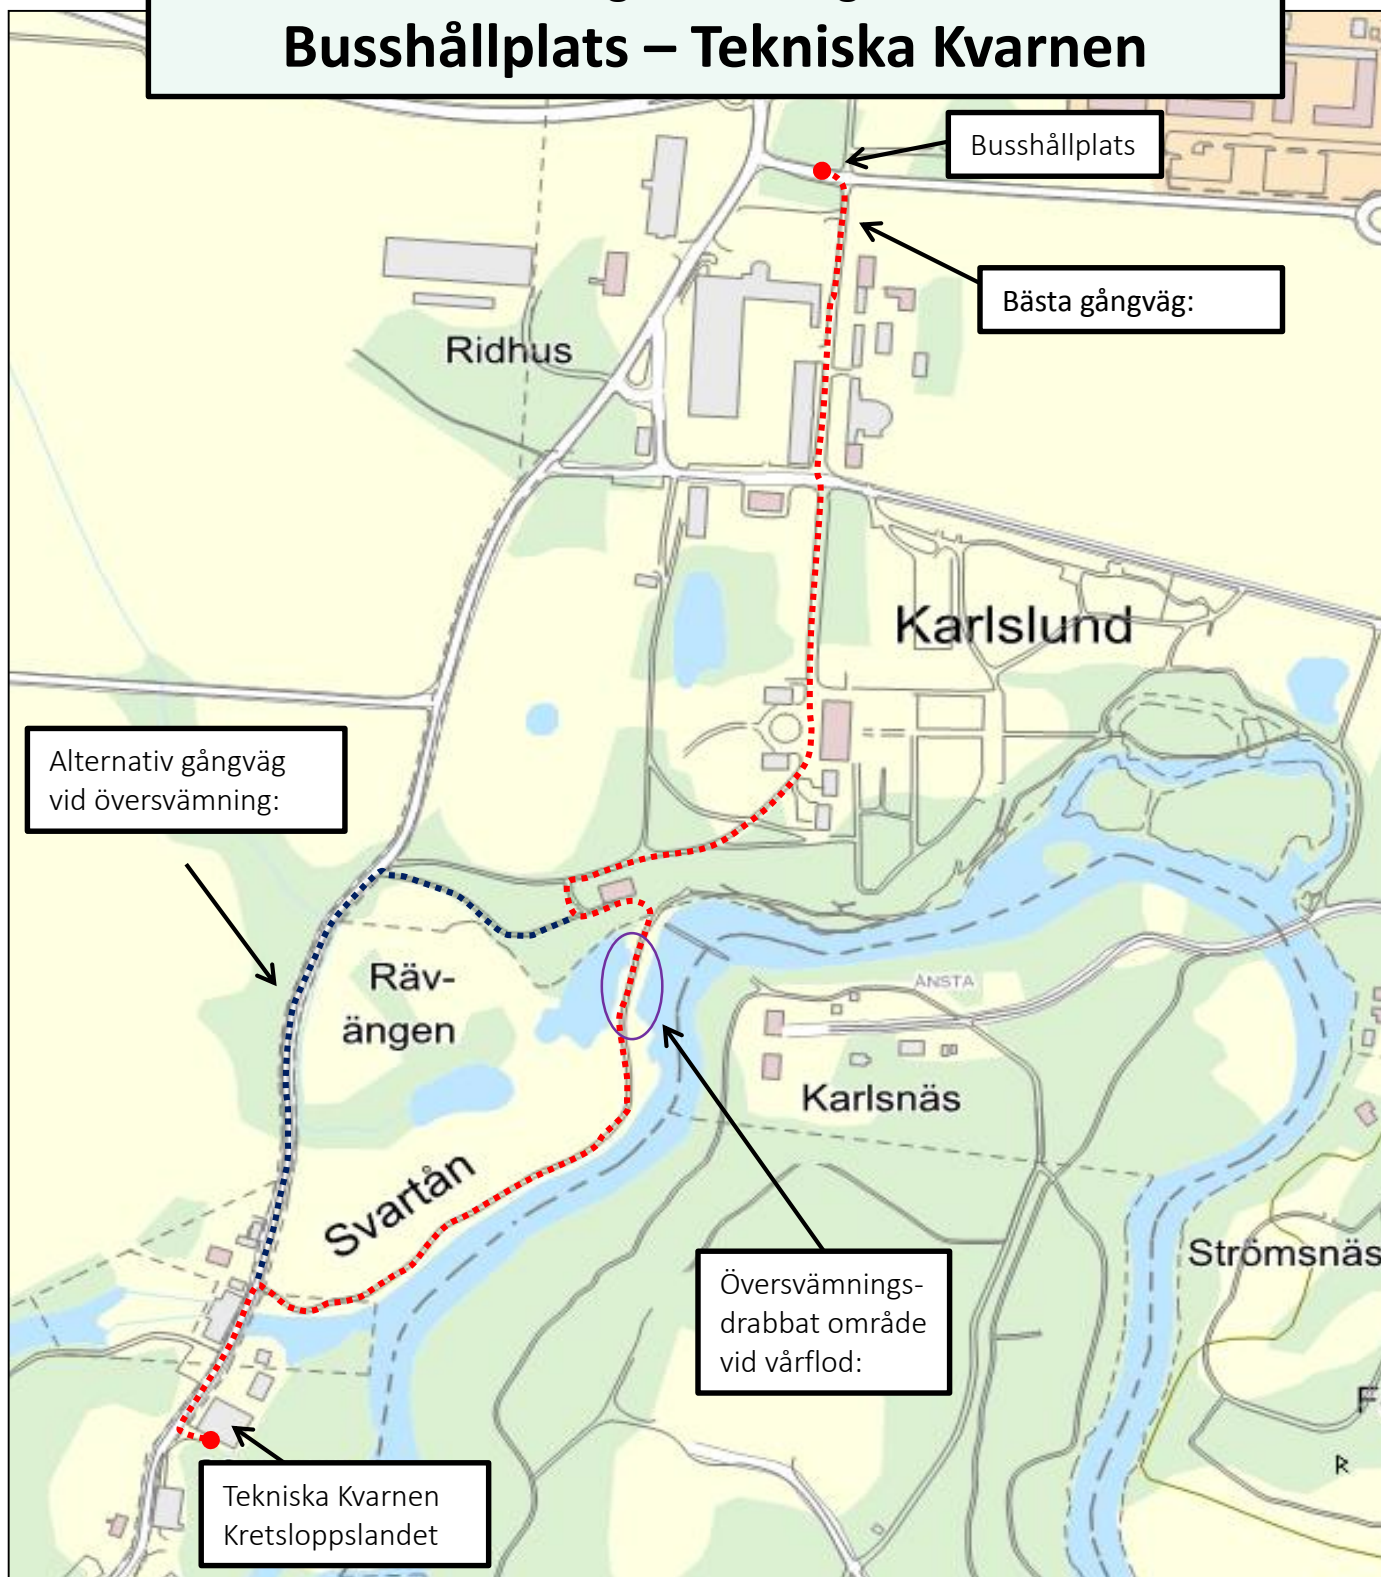 Busshållplats – Tekniska Kvarnen
Busshållplats
Bästa gångväg:
Ridhus
Karlslund
Alternativ gångväg
vid översvämning:
Räv-
ängen
ÅNSTA
Karlsnäs
Svartån
Strömsnäs
Översvämnings-
drabbat område
vid vårflod:
Tekniska Kvarnen
Kretsloppslandet